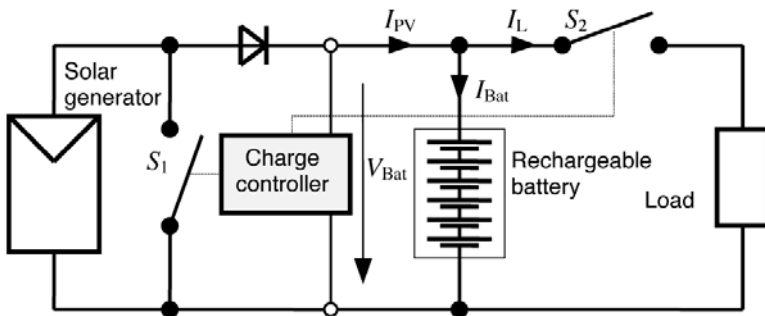 I_PV
I_L
S_2
Solar
generator
I_Bat
S_1
Charge
controller
V_Bat
Rechargeable
battery
Load